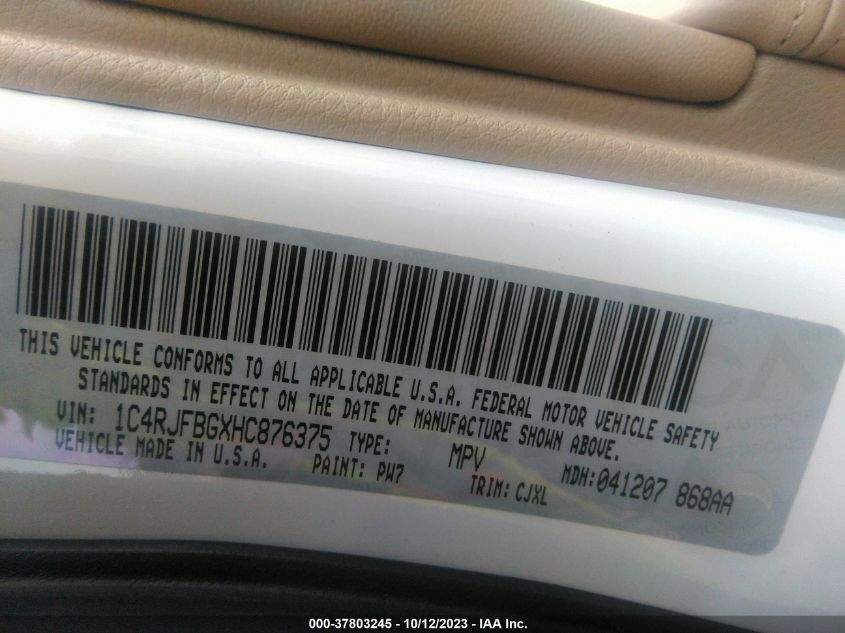 THIS VEHICLE CONFORMS TO ALL APPLICABLE U.S.A. FEDERAL MOTOR VEHICLE SAFETY
STANDARDS IN EFFECT ON THE DATE OF MANUFACTURE SHOWN ABOVE.
VIN: 1C4RJFBGXHC876375 TYPE: MPV MDH:041207 868AA
VEHICLE MADE IN U.S.A. PAINT: PW7 TRIM: CJXL
000-37803245 - 10/12/2023 - IAA Inc.